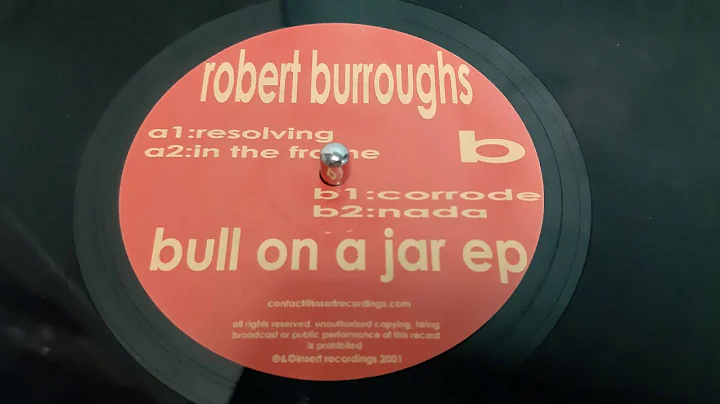 robert burroughs
a1:resolving
a2:in the frame
b
b1:corrode
b2:nada
bull on a jar ep
contact@insertrecordings.com
all rights reserved. unauthorised copying, hiring
broadcast or public performance of this record
is prohibited
℗&©insert recordings 2001